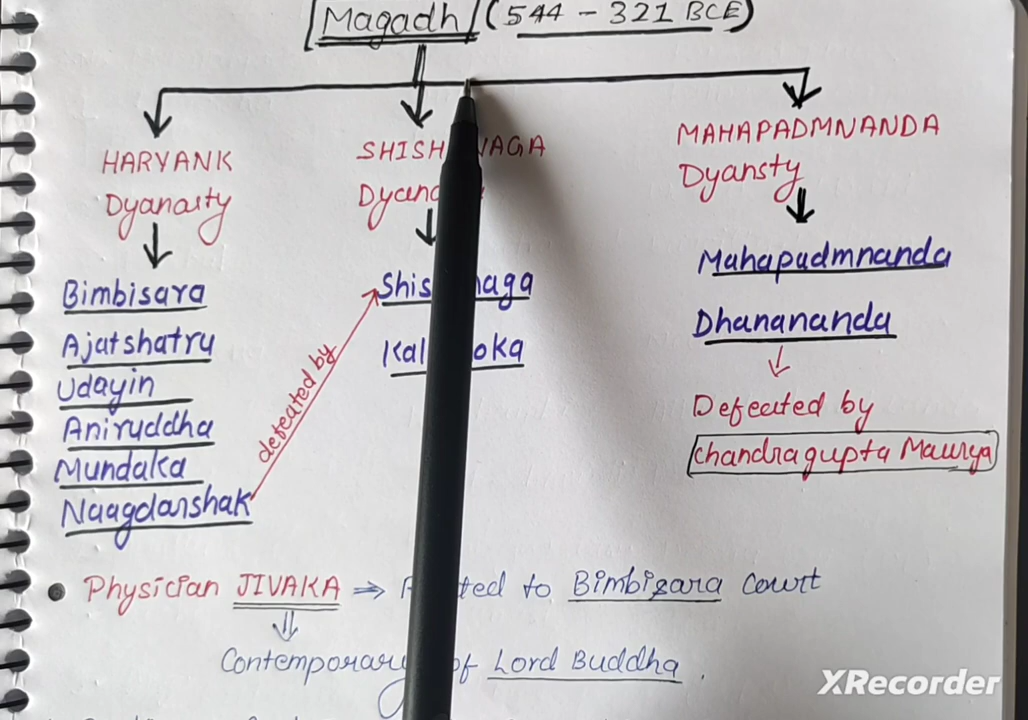 Magadh (544 - 321 BCE)
HARYANK
Dyanasty
Bimbisara
Ajatshatru
Udayin
Aniruddha
Mundaka
Naagdarshak
defeated by
MAHAPADMNANDA
Dyansty
Mahapadmnanda
Dhanananda
Defeated by
Chandragupta Maurya
• Physician JIVAKA ⇒ to Bimbisara Court
Contemporary of Lord Buddha.
XRecorder